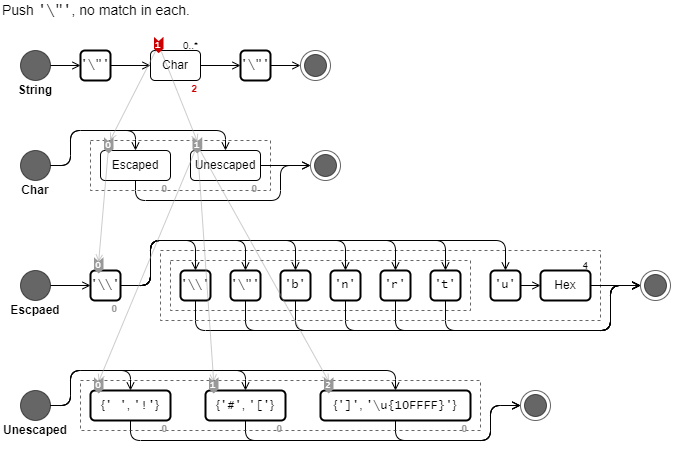 Push '\"', no match in each.
1 0..*
'\"' Char '\"'
String
2
0 1
Escaped Unescaped
Char
0 0
0 4
'\\' '\\' '\"' 'b' 'n' 'r' 't' 'u' Hex
Escpaed
0
0 1 2
{' ','!'} {'#','['} {']','\u{10FFFF}'}
Unescaped
0 0 0